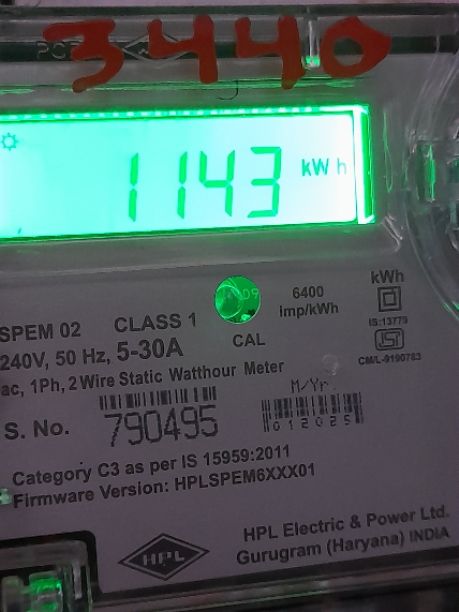 3440
1143 kWh
kWh
6400
imp/kWh
IS:13779
CM/L-9190783
SPEM 02 CLASS 1
CAL
240V, 50 Hz, 5-30A
ac, 1Ph, 2Wire Static Watthour Meter
M/Yr.
S. No. 790495
012025
Category C3 as per IS 15959:2011
Firmware Version: HPLSPEM6XXX01
HPL
HPL Electric & Power Ltd.
Gurugram (Haryana) INDIA